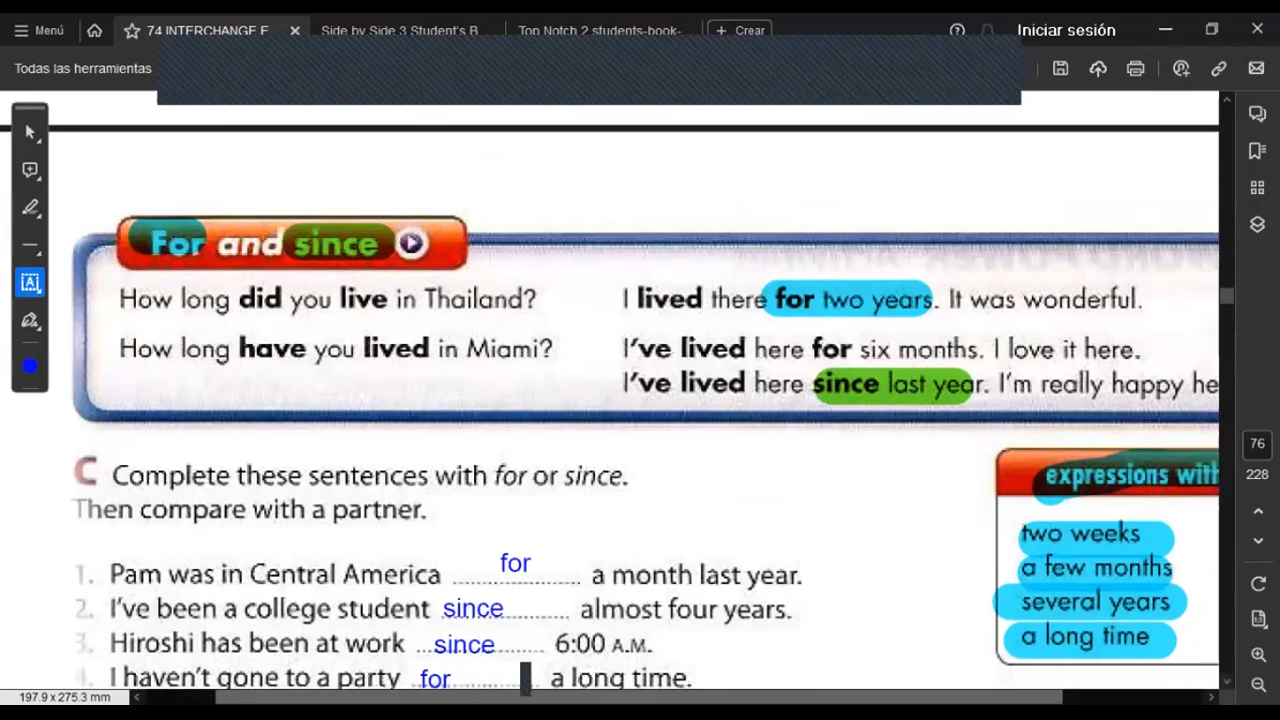 Menú 74 INTERCHANGE F Side by Side 3 Student's B Top Notch 2 students-book- + Crear Iniciar sesión
Todas las herramientas
For and since
How long did you live in Thailand? I lived there for two years. It was wonderful.
How long have you lived in Miami? I've lived here for six months. I love it here.
I've lived here since last year. I'm really happy he
C Complete these sentences with for or since.
Then compare with a partner.
expressions with
two weeks
a few months
several years
a long time
1. Pam was in Central America for a month last year.
2. I've been a college student since almost four years.
3. Hiroshi has been at work since 6:00 A.M.
4. I haven't gone to a party for a long time.
76
228
197.9 x 275.3 mm